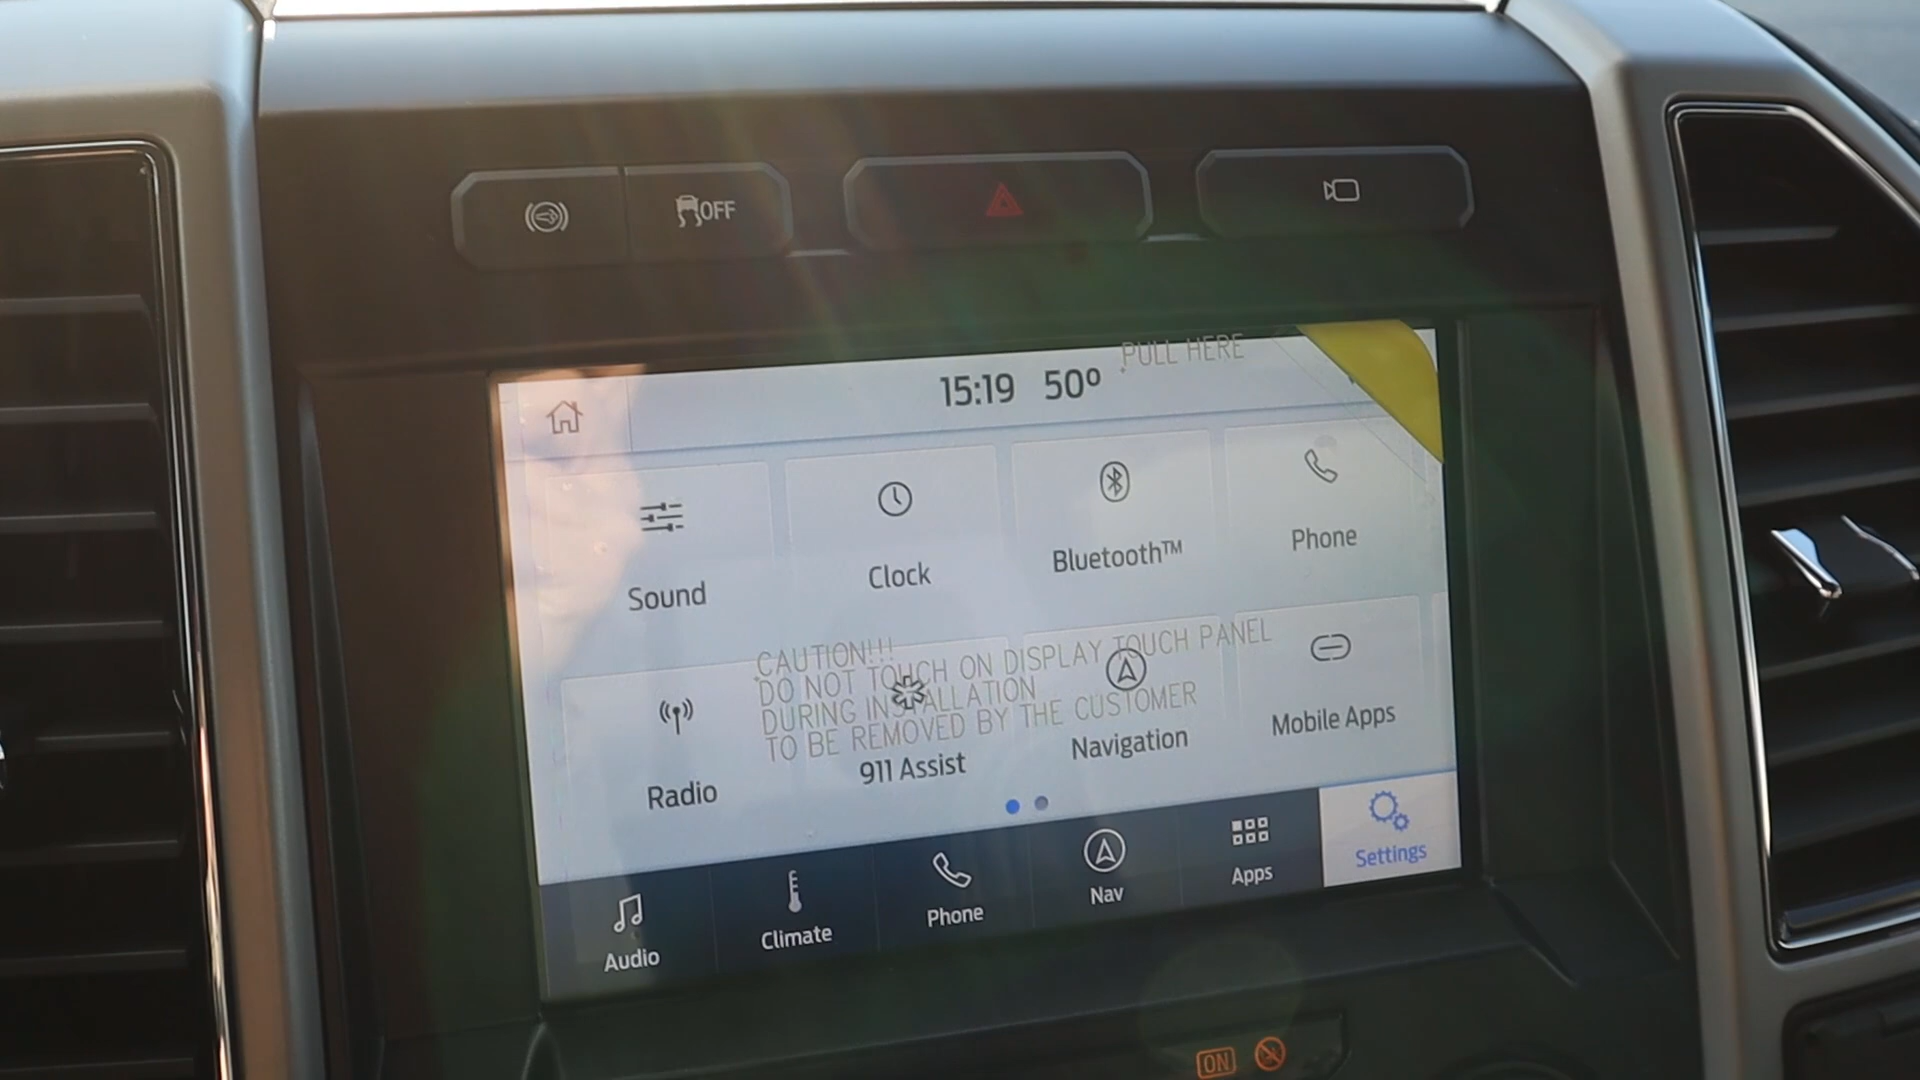 OFF
PULL HERE
15:19 50°
Sound
Clock
Bluetooth™
Phone
CAUTION!!!
DO NOT TOUCH ON DISPLAY TOUCH PANEL
DURING INSTALLATION
TO BE REMOVED BY THE CUSTOMER
Radio
911 Assist
Navigation
Mobile Apps
Audio
Climate
Phone
Nav
Apps
Settings
ON